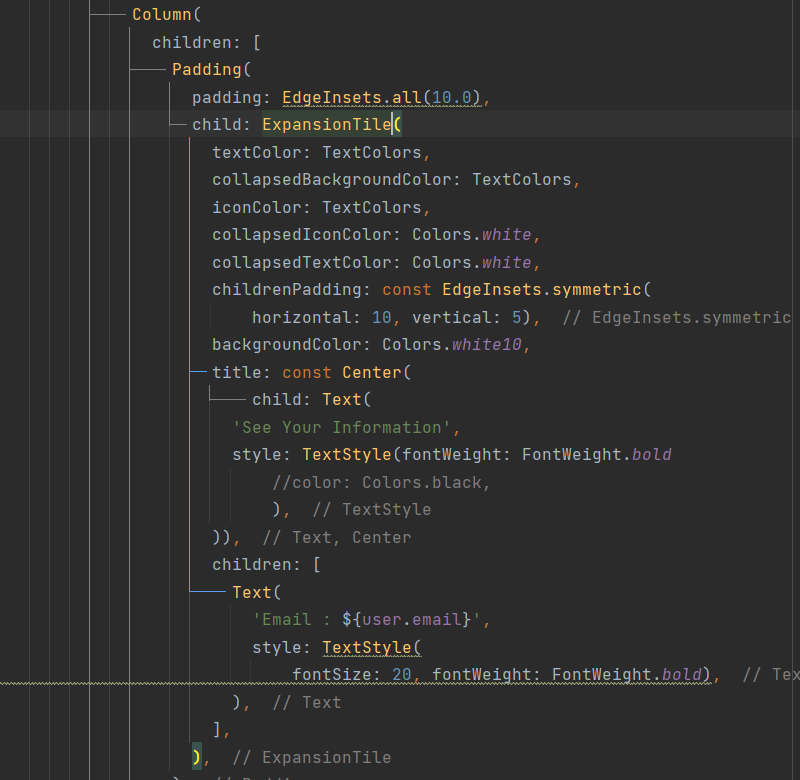 Column(
children: [
Padding(
padding: EdgeInsets.all(10.0),
child: ExpansionTile(
textColor: TextColors,
collapsedBackgroundColor: TextColors,
iconColor: TextColors,
collapsedIconColor: Colors.white,
collapsedTextColor: Colors.white,
childrenPadding: const EdgeInsets.symmetric(
horizontal: 10, vertical: 5), // EdgeInsets.symmetric
backgroundColor: Colors.white10,
title: const Center(
child: Text(
'See Your Information',
style: TextStyle(fontWeight: FontWeight.bold
//color: Colors.black,
), // TextStyle
)), // Text, Center
children: [
Text(
'Email : ${user.email}',
style: TextStyle(
fontSize: 20, fontWeight: FontWeight.bold), // Tex
), // Text
],
), // ExpansionTile